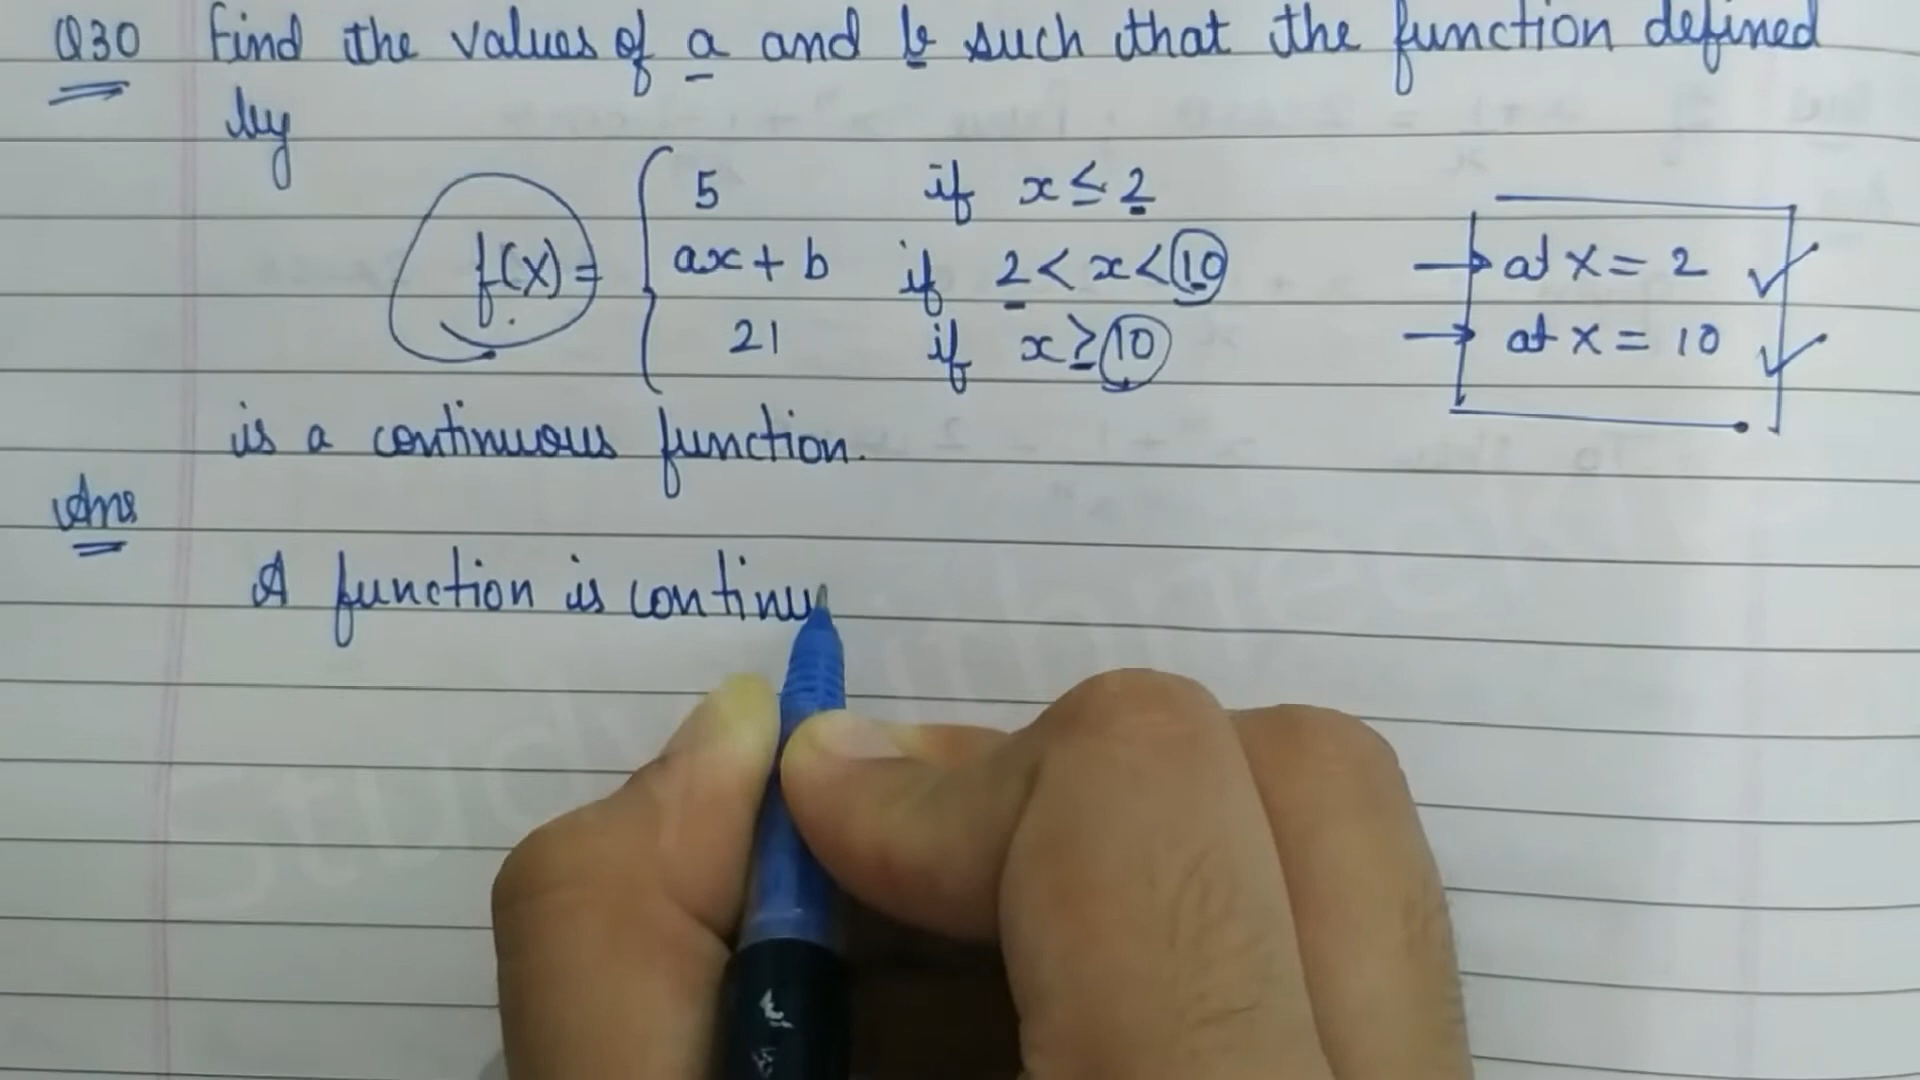 Q30 Find the values of a and b such that the function defined
by
f(x) = { 5 if x ≤ 2
ax + b if 2 < x < 10
21 if x ≥ 10
→ at x = 2 ✓
→ at x = 10 ✓
is a continuous function.
Ans
A function is continu